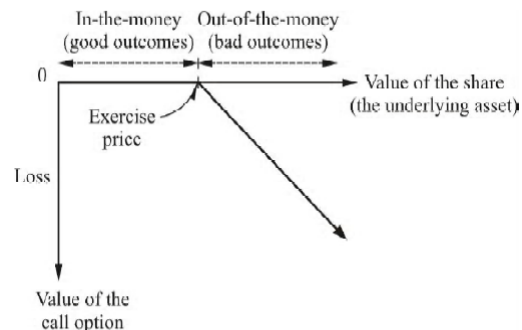 In-the-money Out-of-the-money
(good outcomes) (bad outcomes)
0
Value of the share
(the underlying asset)
Exercise
price
Loss
Value of the
call option